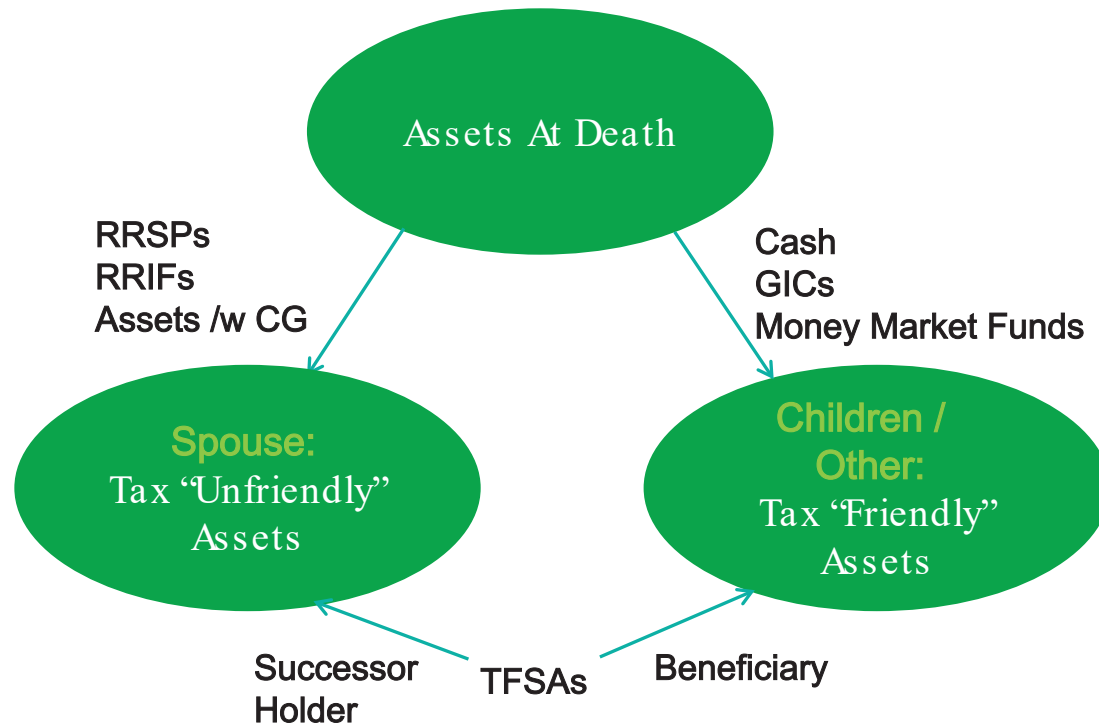 Assets At Death
RRSPs
RRIFs
Assets /w CG
Cash
GICs
Money Market Funds
Spouse:
Tax “Unfriendly”
Assets
Children /
Other:
Tax “Friendly”
Assets
Successor
Holder
TFSAs
Beneficiary